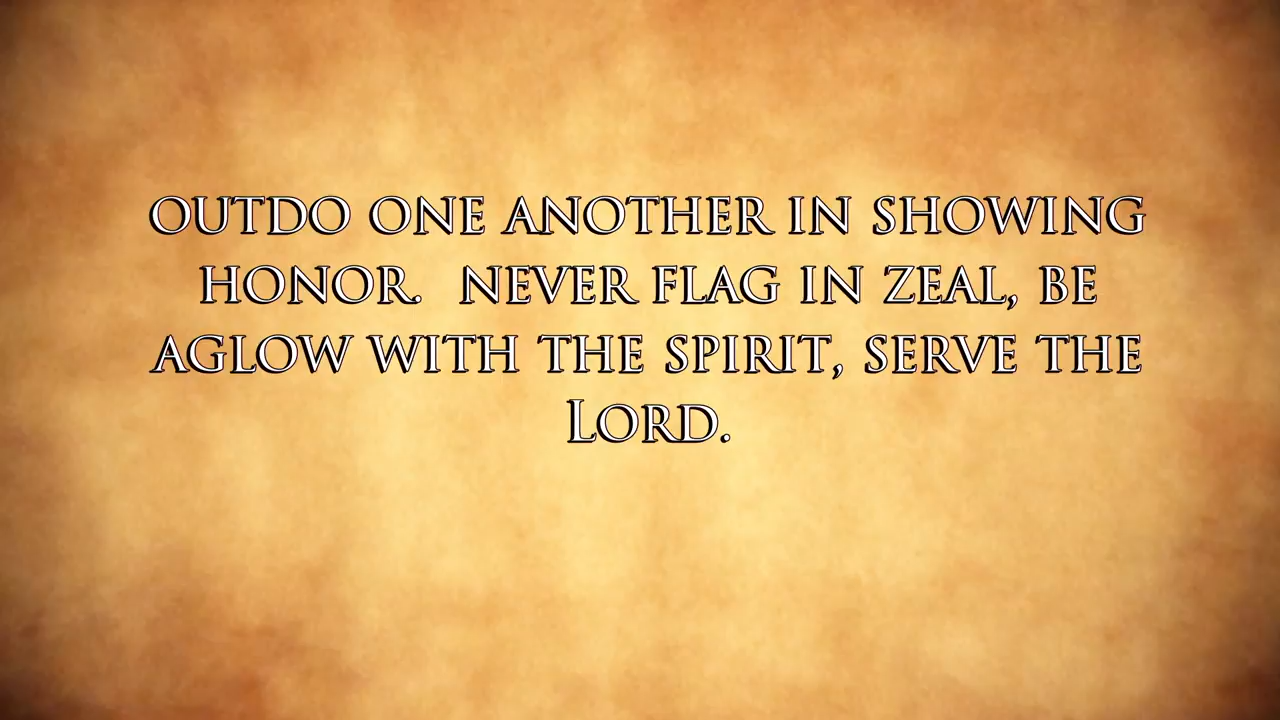 OUTDO ONE ANOTHER IN SHOWING
HONOR.  NEVER FLAG IN ZEAL, BE
AGLOW WITH THE SPIRIT, SERVE THE
LORD.